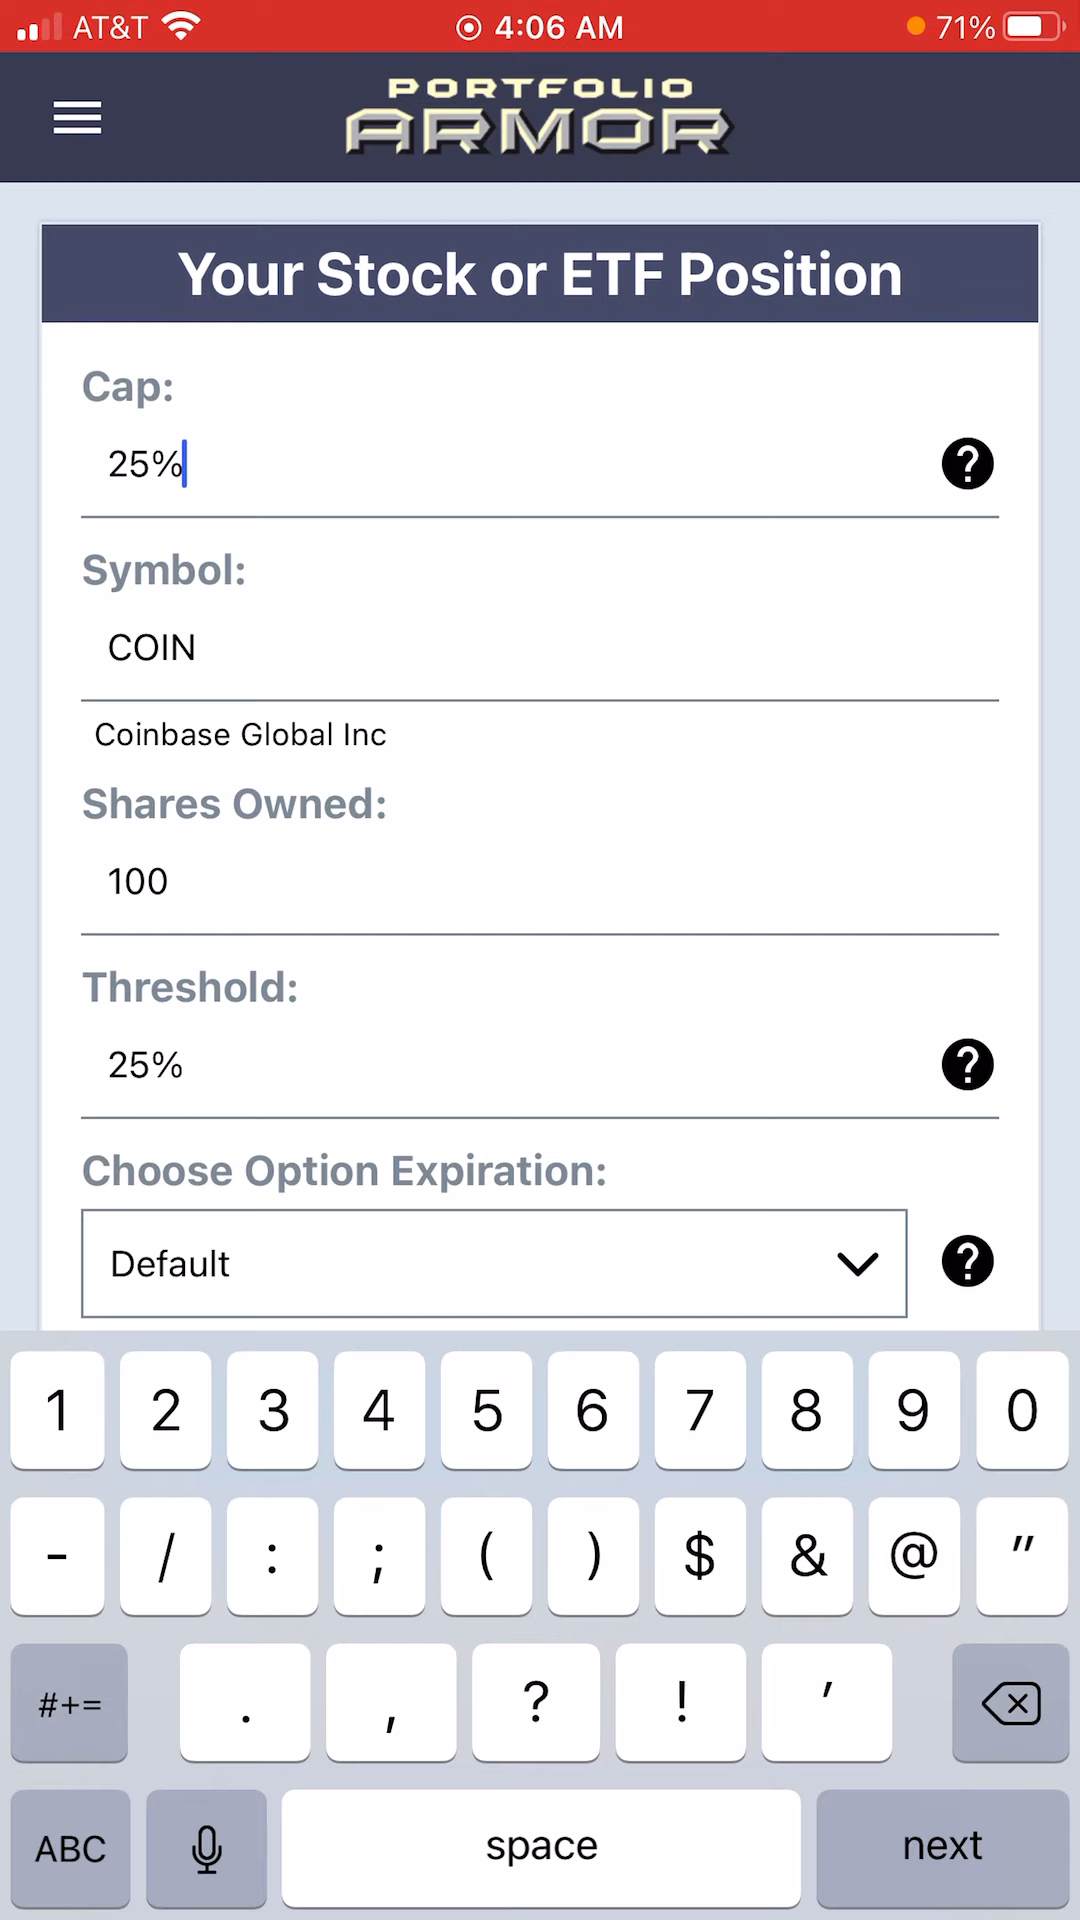 AT&T 4:06 AM 71%
PORTFOLIO
ARMOR
Your Stock or ETF Position
Cap:
25%
?
Symbol:
COIN
Coinbase Global Inc
Shares Owned:
100
Threshold:
25%
?
Choose Option Expiration:
Default
?
1 2 3 4 5 6 7 8 9 0
- / : ; ( ) $ & @ "
#+= . , ? ! '
ABC space next